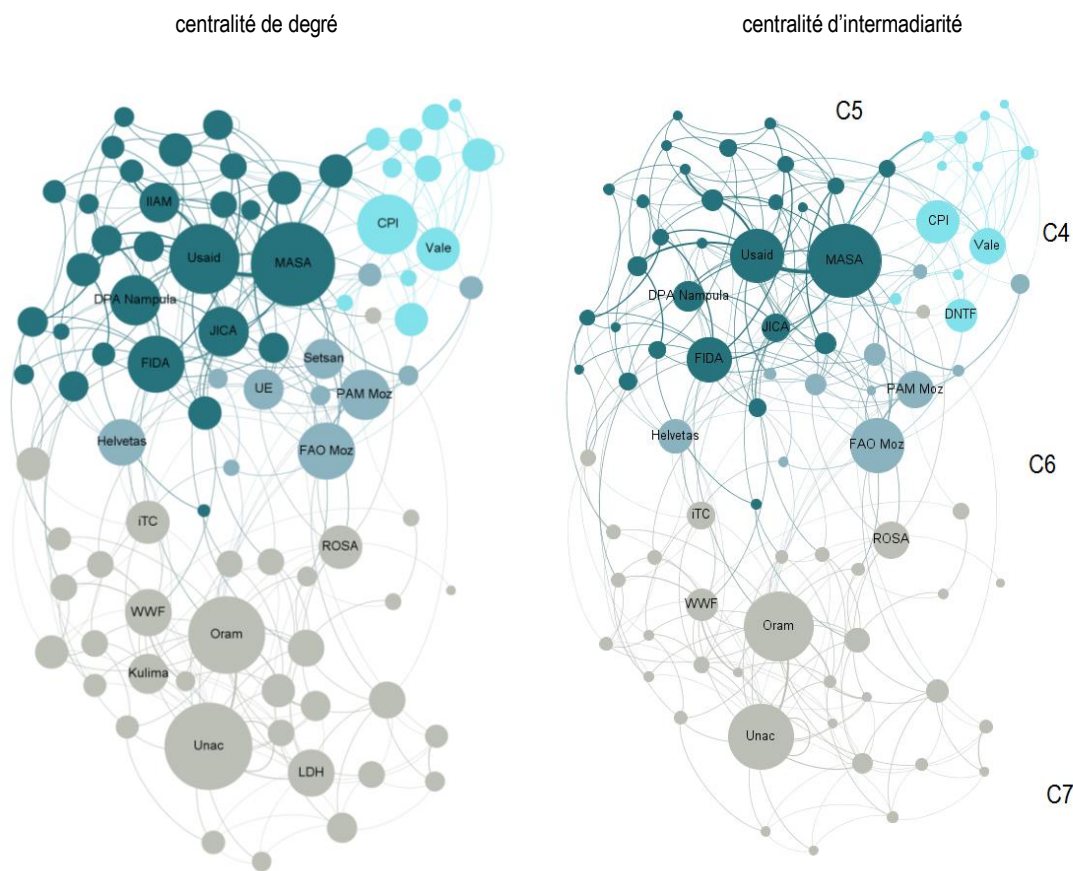 centralité de degré
centralité d'intermadiarité
C5
C4
C6
C7
IIAM
CPI
Usaid
MASA
Vale
DPA Nampula
JICA
FIDA
Setsan
UE
PAM Moz
Helvetas
FAO Moz
iTC
ROSA
WWF
Oram
Kulima
Unac
LDH
CPI
Usaid
MASA
Vale
DPA Nampula
DNTF
JICA
FIDA
PAM Moz
Helvetas
FAO Moz
iTC
ROSA
WWF
Oram
Unac